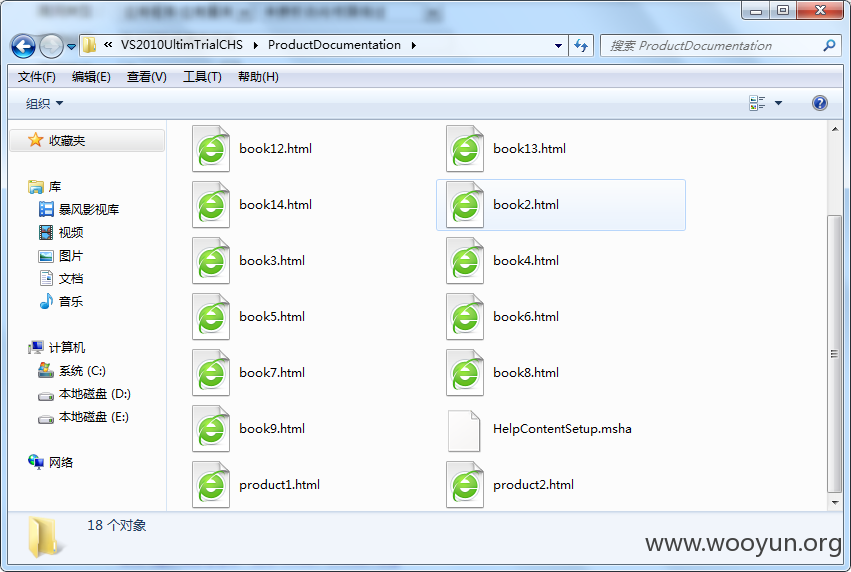 « VS2010UltimTrialCHS ▸ ProductDocumentation ▸
搜索 ProductDocumentation
文件(F) 编辑(E) 查看(V) 工具(T) 帮助(H)
组织
收藏夹
库
暴风影视库
视频
图片
文档
音乐
计算机
系统 (C:)
本地磁盘 (D:)
本地磁盘 (E:)
网络
book12.html
book13.html
book14.html
book2.html
book3.html
book4.html
book5.html
book6.html
book7.html
book8.html
book9.html
HelpContentSetup.msha
product1.html
product2.html
18 个对象
www.wooyun.org